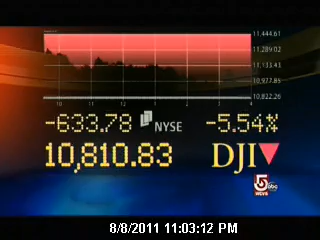 11,444.61
11,289.02
11,133.43
10,977.85
10,822.26
10 11 12 1 2 3 4
-633.78 NYSE -5.54%
10,810.83 DJI
5 abc
WCVB
8/8/2011 11:03:12 PM